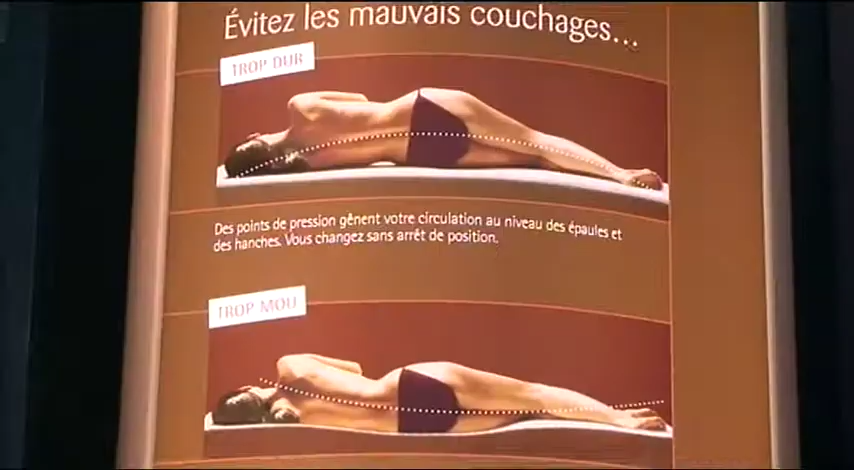 Évitez les mauvais couchages...
TROP DUR
Des points de pression gênent votre circulation au niveau des épaules et
des hanches. Vous changez sans arrêt de position.
TROP MOU